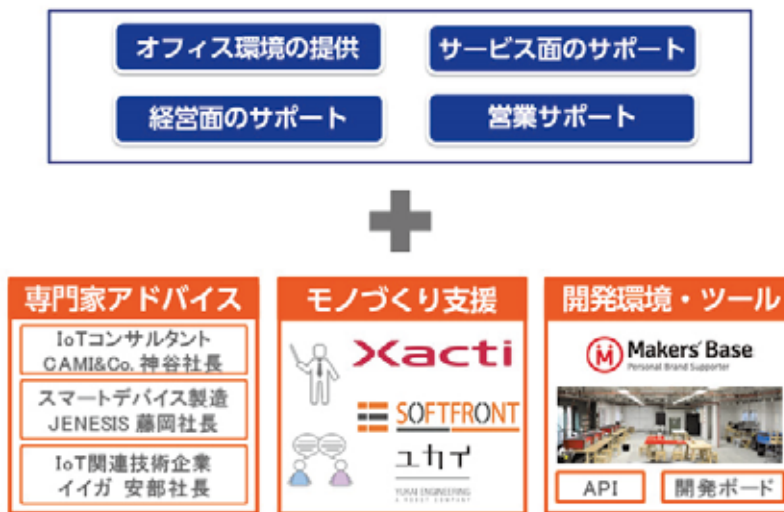 オフィス環境の提供
サービス面のサポート
経営面のサポート
営業サポート
専門家アドバイス
IoTコンサルタント
CAMI&Co. 神谷社長
スマートデバイス製造
JENESIS 藤岡社長
IoT関連技術企業
イイガ 安部社長
モノづくり支援
Xacti
SOFTFRONT
ユカイ
YUKAI ENGINEERING
A ROBOT COMPANY
開発環境・ツール
Makers' Base
Personal Brand Supporter
API
開発ボード